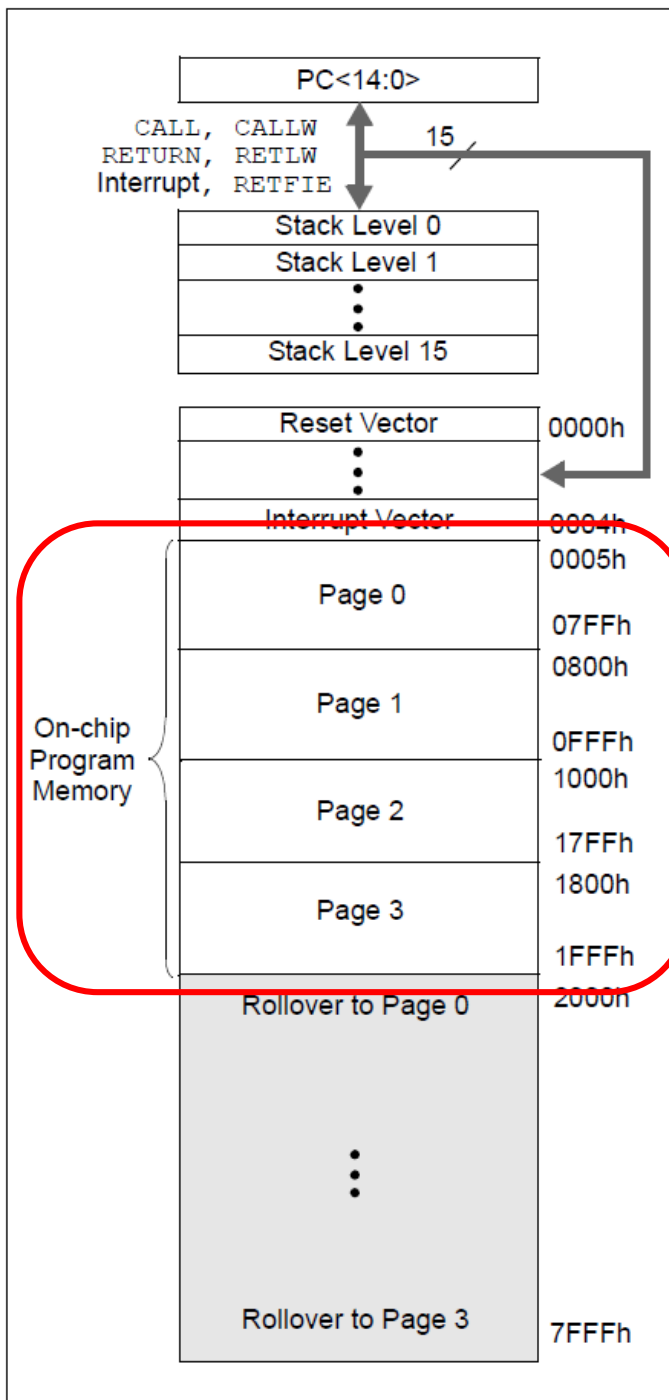 PC<14:0>
CALL, CALLW
RETURN, RETLW
Interrupt, RETFIE
15
Stack Level 0
Stack Level 1
Stack Level 15
Reset Vector
0000h
Interrupt Vector
0004h
0005h
Page 0
07FFh
0800h
Page 1
On-chip
Program
Memory
0FFFh
1000h
Page 2
17FFh
1800h
Page 3
1FFFh
Rollover to Page 0
2000h
Rollover to Page 3
7FFFh